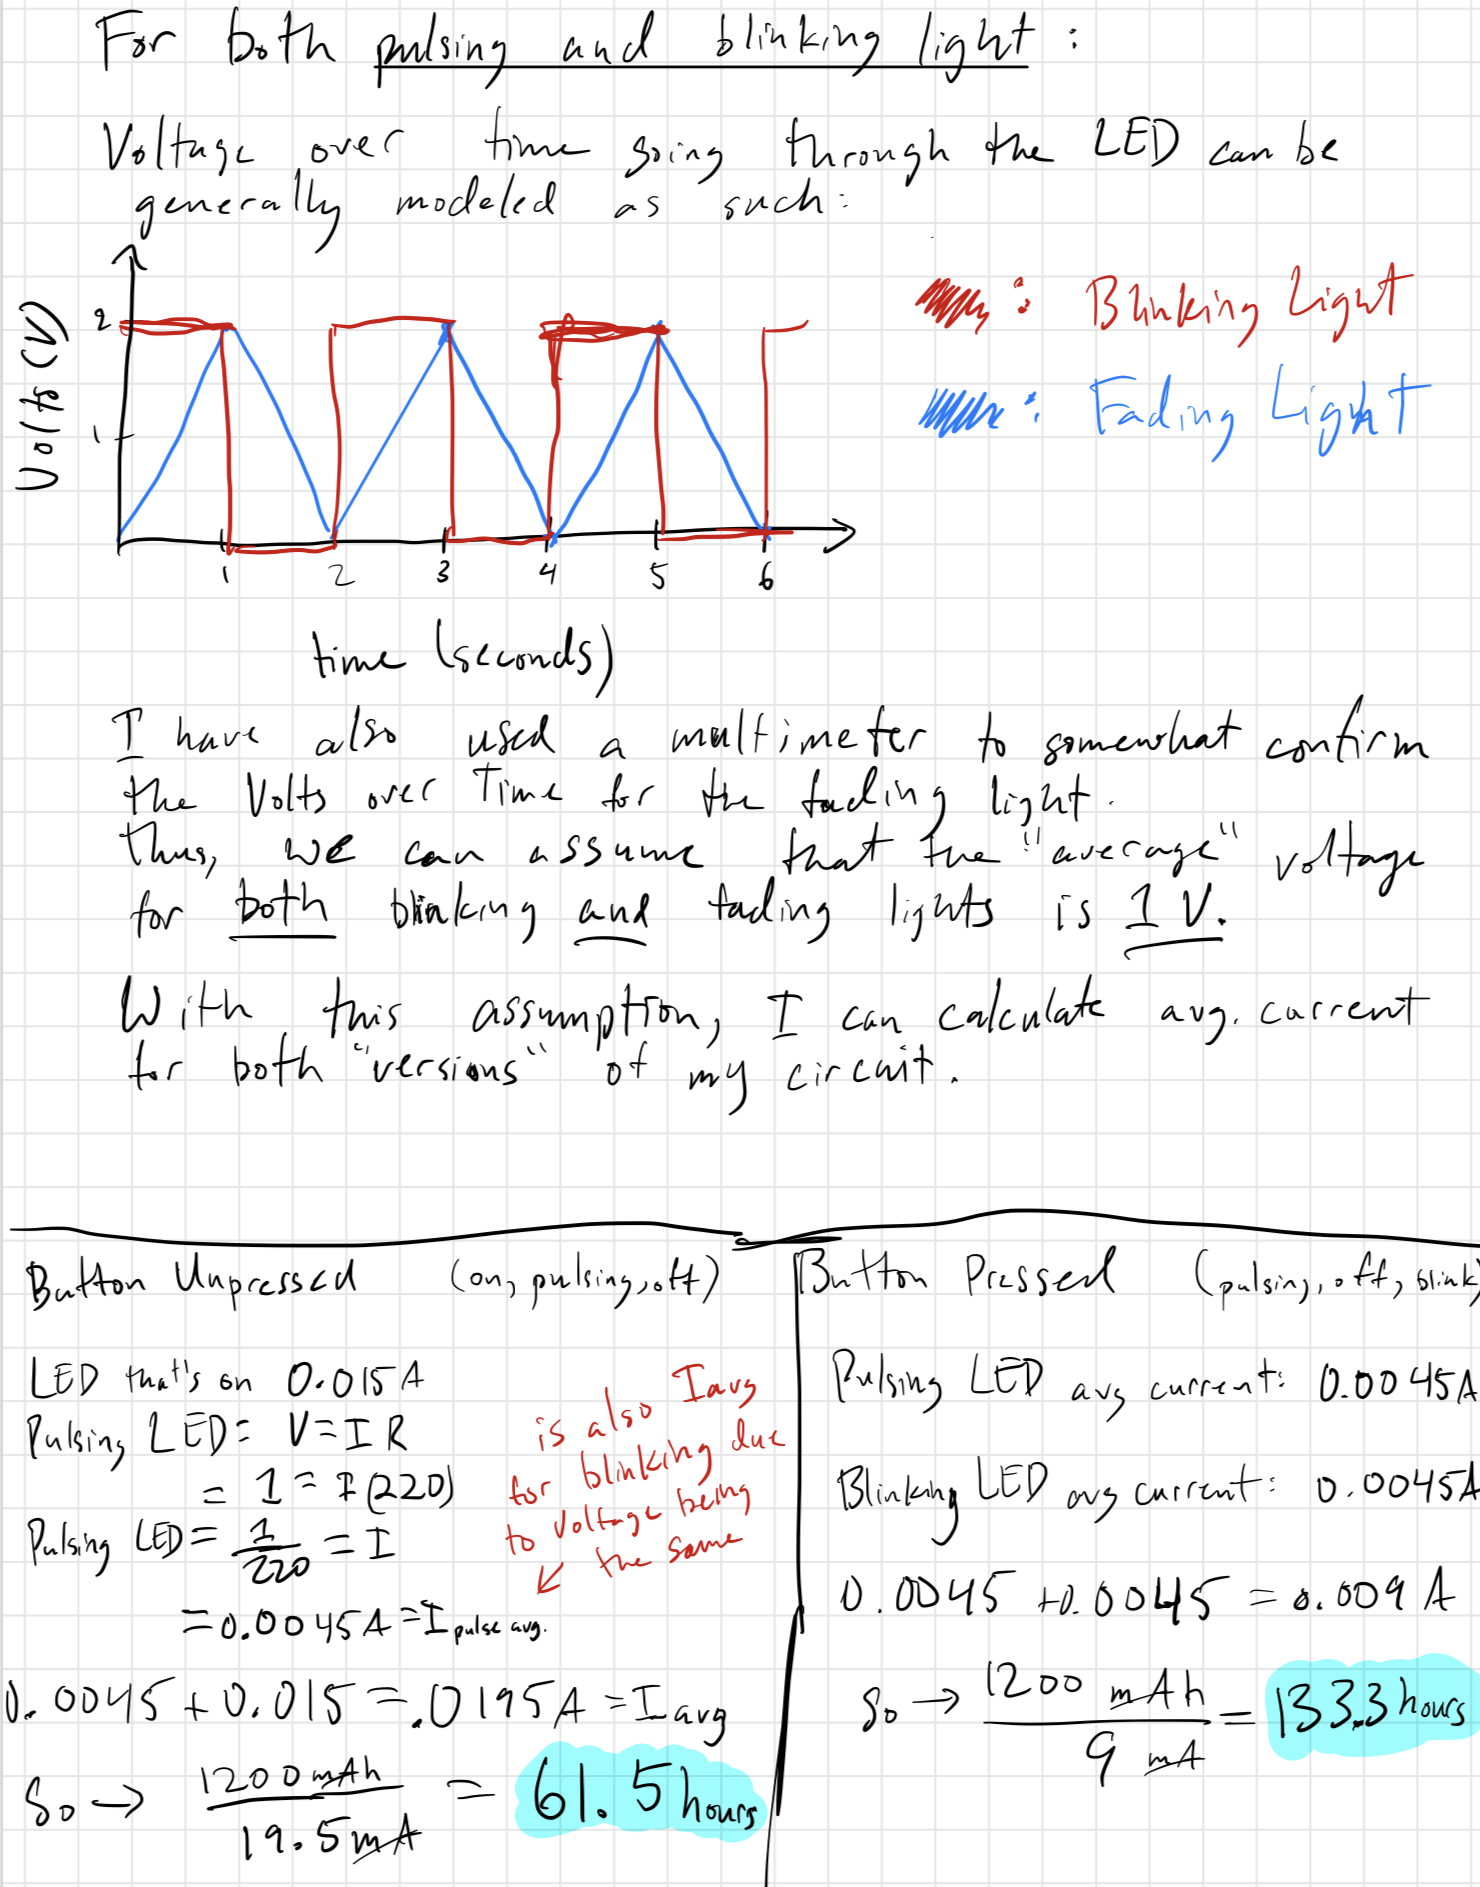 For both pulsing and blinking light:
Voltage over time going through the LED can be
generally modeled as such:
Volts (V)
2
1
1 2 3 4 5 6
time (seconds)
: Blinking Light
: Fading Light
I have also used a multimeter to somewhat confirm
the Volts over Time for the fading light.
Thus, we can assume that the "average" voltage
for both blinking and fading lights is 1 V.
With this assumption, I can calculate avg. current
for both "versions" of my circuit.
Button Unpressed (on, pulsing, off)
LED that's on 0.015A
Pulsing LED= V=IR
= 1 = I(220)
Pulsing LED= 1/220 = I
=0.0045A=I pulse avg.
is also Iavg
for blinking due
to voltage being
the same
0.0045 + 0.015 = .0195A = I avg
So → 1200 mAh / 19.5 mA = 61.5 hours
Button Pressed (pulsing, off, blink)
Pulsing LED avg current: 0.0045A
Blinking LED avg current: 0.0045A
0.0045 +0.0045 = 0.009 A
So → 1200 mAh / 9 mA = 133.3 hours